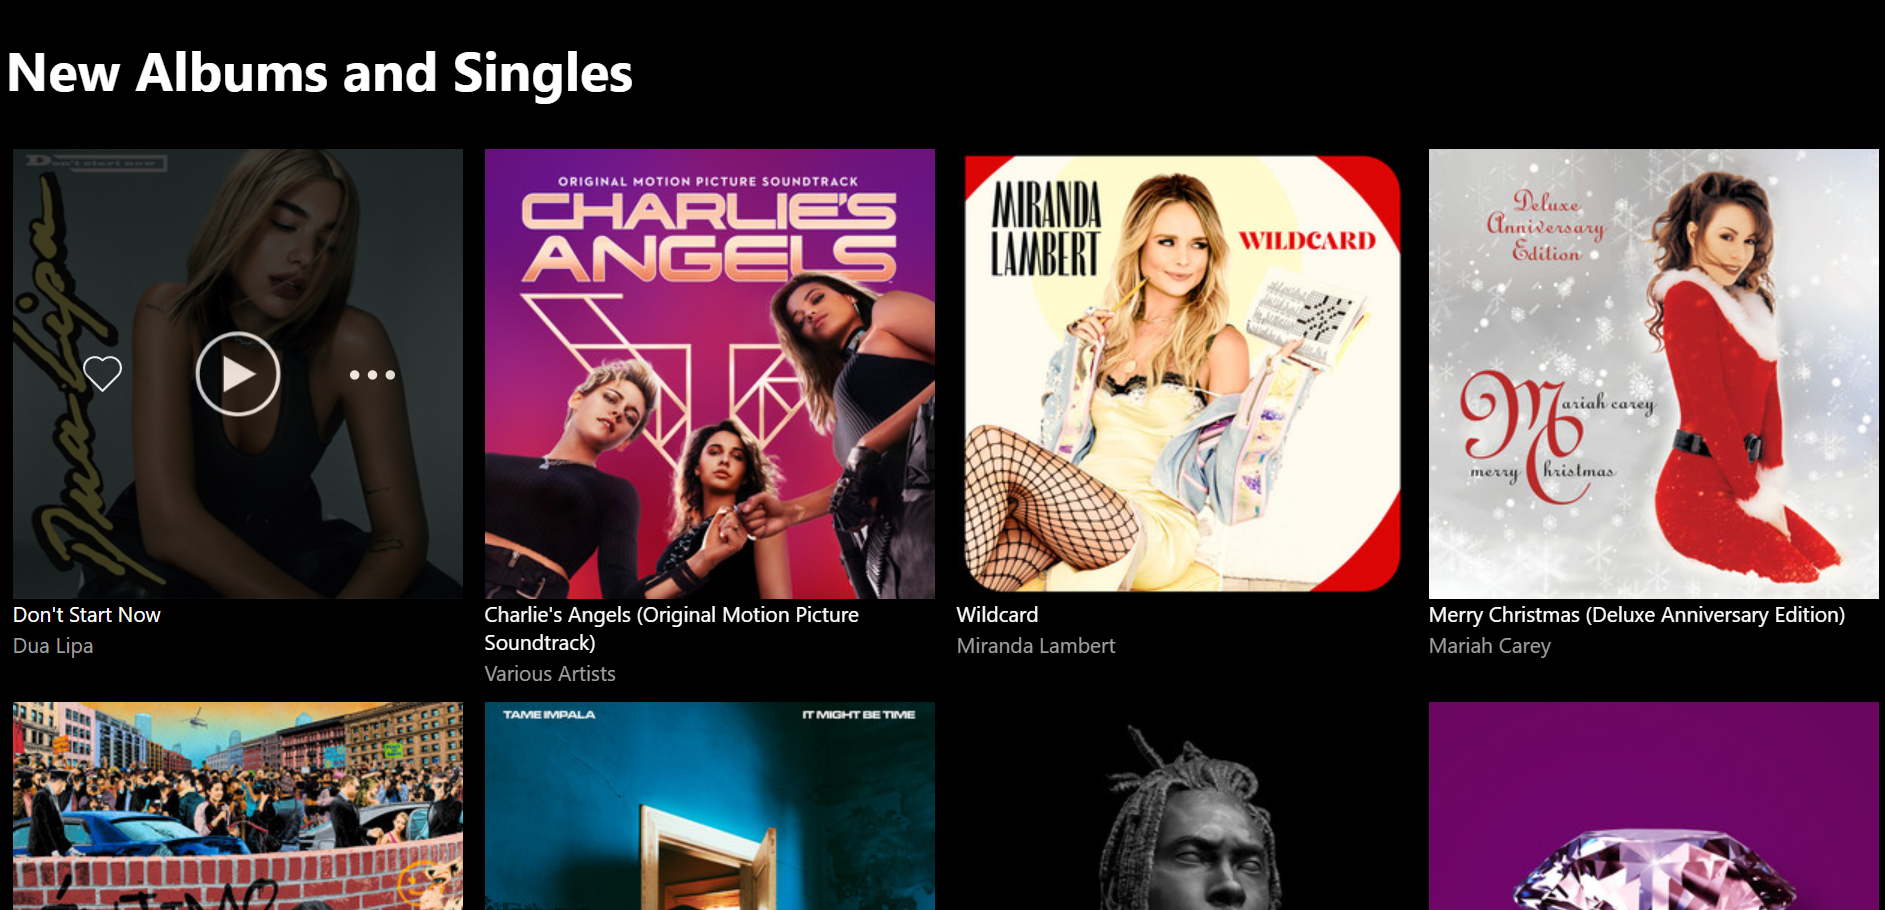 New Albums and Singles
Don't start now
Dua Lipa
ORIGINAL MOTION PICTURE SOUNDTRACK
CHARLIE'S
ANGELS
MIRANDA
LAMBERT
WILDCARD
Deluxe
Anniversary
Edition
Mariah carey
merry Christmas
Don't Start Now
Dua Lipa
Charlie's Angels (Original Motion Picture
Soundtrack)
Various Artists
Wildcard
Miranda Lambert
Merry Christmas (Deluxe Anniversary Edition)
Mariah Carey
TAME IMPALA
IT MIGHT BE TIME